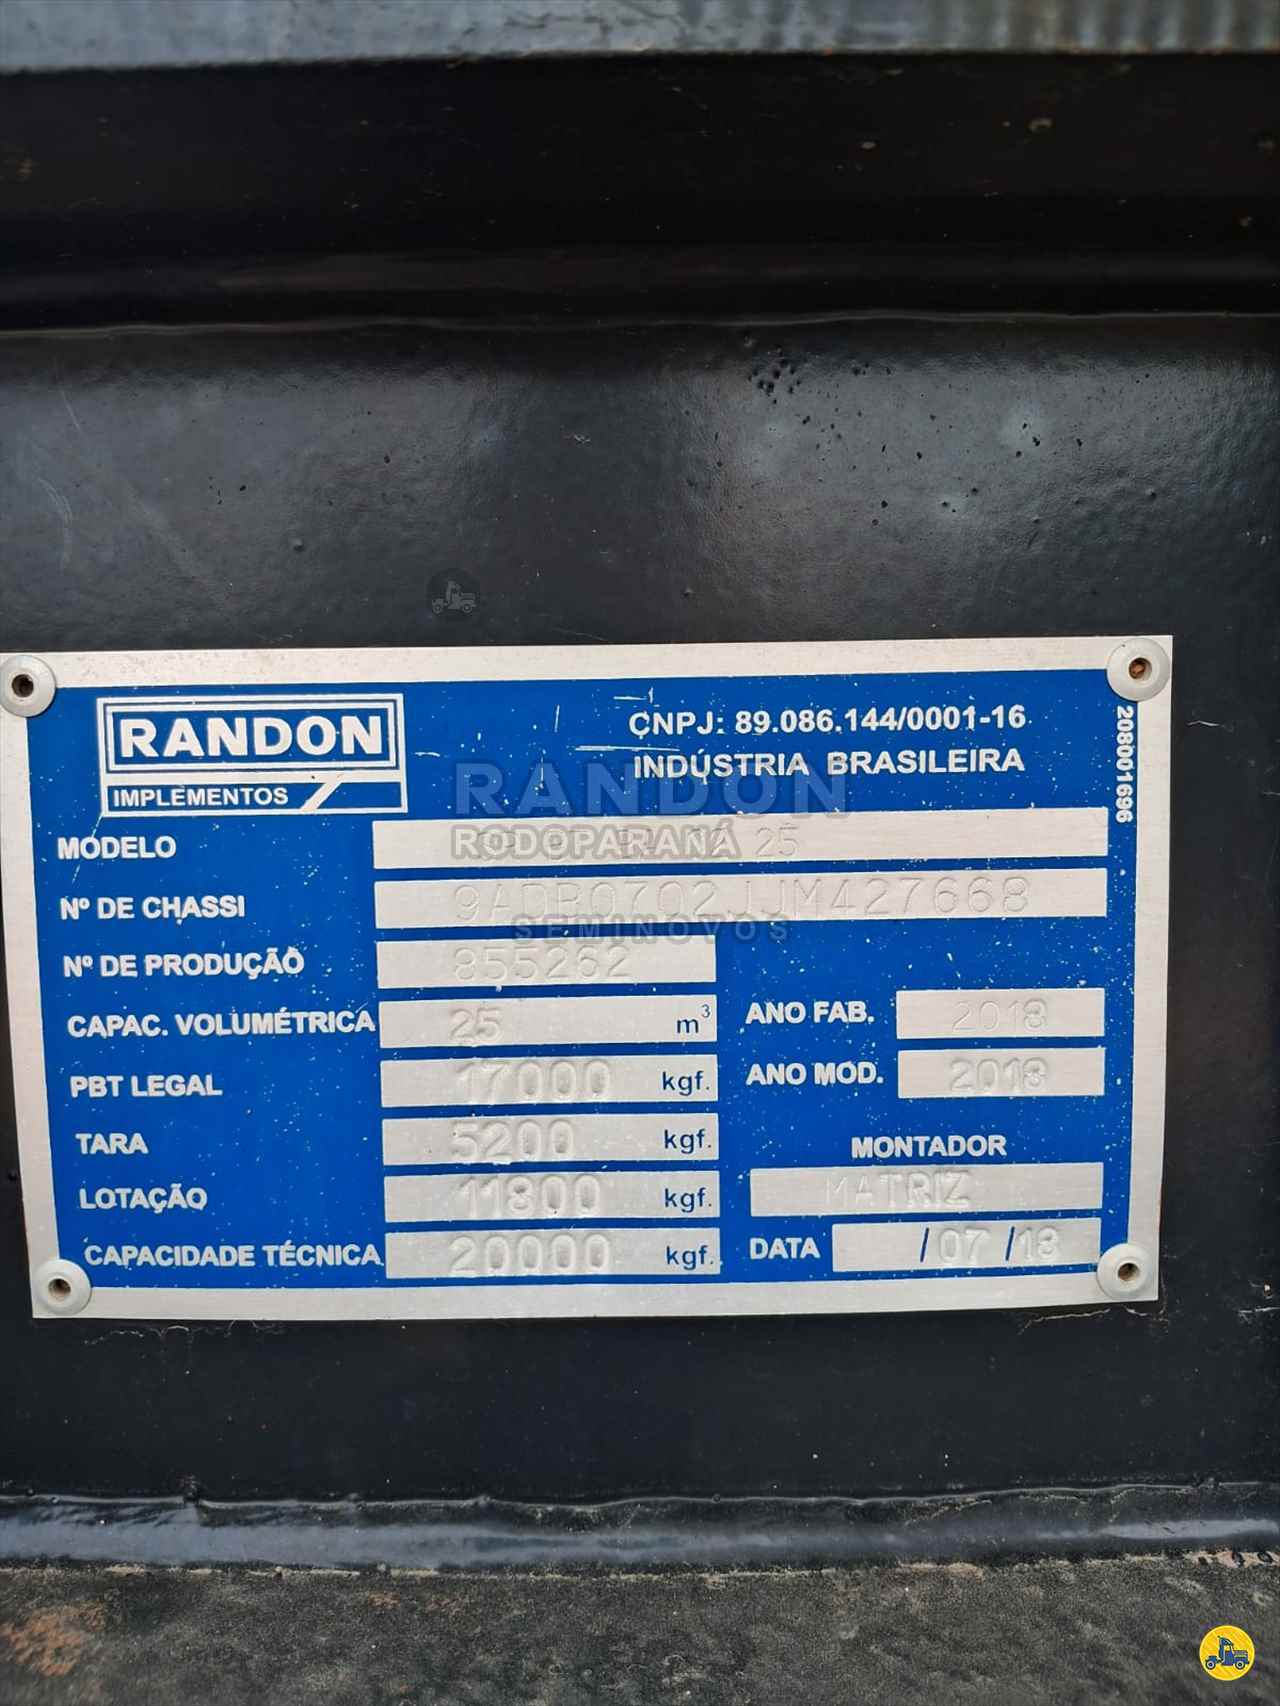 RANDON
IMPLEMENTOS
CNPJ: 89.086.144/0001-16
INDÚSTRIA BRASILEIRA
208001696
RANDON
RODOPARANÁ
SEMINOVOS
MODELO 02 25
Nº DE CHASSI 9ADB0702JJM427668
Nº DE PRODUÇÃO 855262
CAPAC. VOLUMÉTRICA 25 m³
ANO FAB. 2018
PBT LEGAL 17000 kgf.
ANO MOD. 2018
TARA 5200 kgf.
MONTADOR
LOTAÇÃO 11800 kgf.
MATRIZ
CAPACIDADE TÉCNICA 20000 kgf.
DATA /07/18